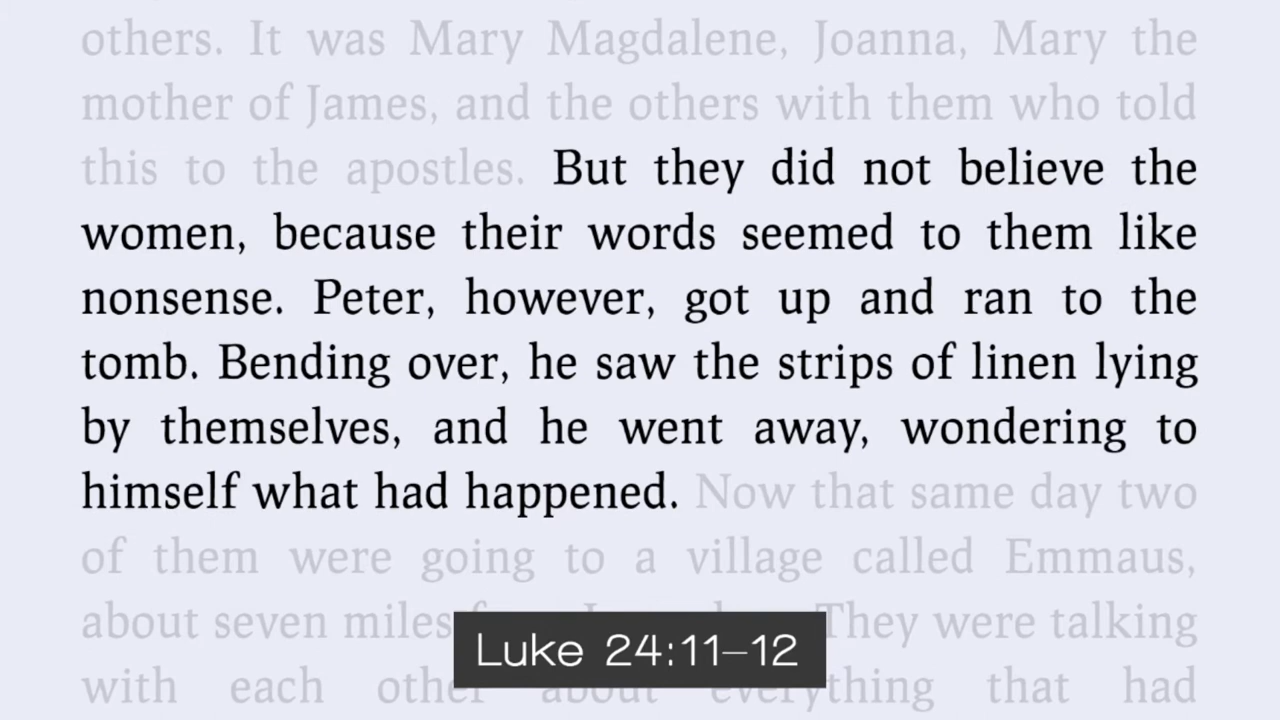 others. It was Mary Magdalene, Joanna, Mary the
mother of James, and the others with them who told
this to the apostles. But they did not believe the
women, because their words seemed to them like
nonsense. Peter, however, got up and ran to the
tomb. Bending over, he saw the strips of linen lying
by themselves, and he went away, wondering to
himself what had happened. Now that same day two
of them were going to a village called Emmaus,
about seven miles They were talking
Luke 24:11–12
with each other about everything that had